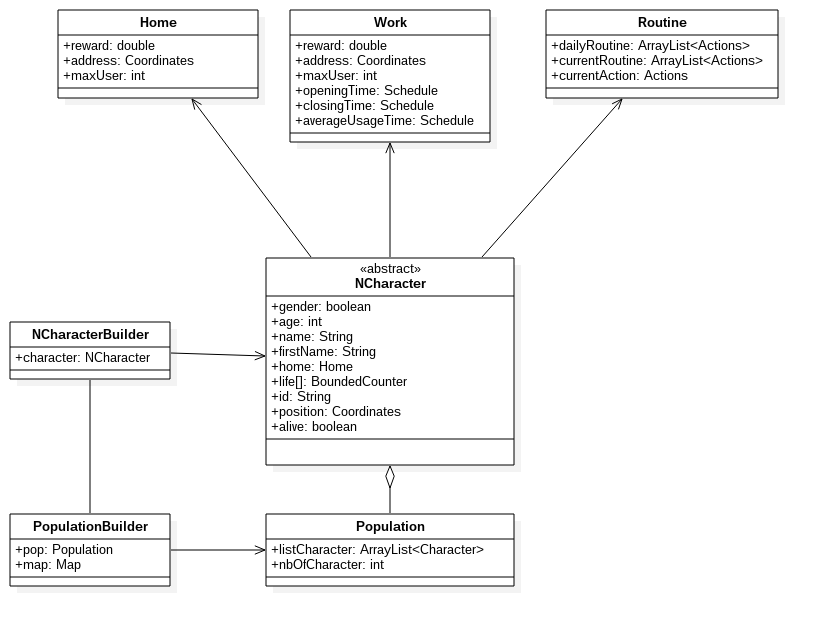 Home
+reward: double
+address: Coordinates
+maxUser: int
Work
+reward: double
+address: Coordinates
+maxUser: int
+openingTime: Schedule
+closingTime: Schedule
+averageUsageTime: Schedule
Routine
+dailyRoutine: ArrayList<Actions>
+currentRoutine: ArrayList<Actions>
+currentAction: Actions
«abstract»
NCharacter
+gender: boolean
+age: int
+name: String
+firstName: String
+home: Home
+life[]: BoundedCounter
+id: String
+position: Coordinates
+alive: boolean
NCharacterBuilder
+character: NCharacter
PopulationBuilder
+pop: Population
+map: Map
Population
+listCharacter: ArrayList<Character>
+nbOfCharacter: int